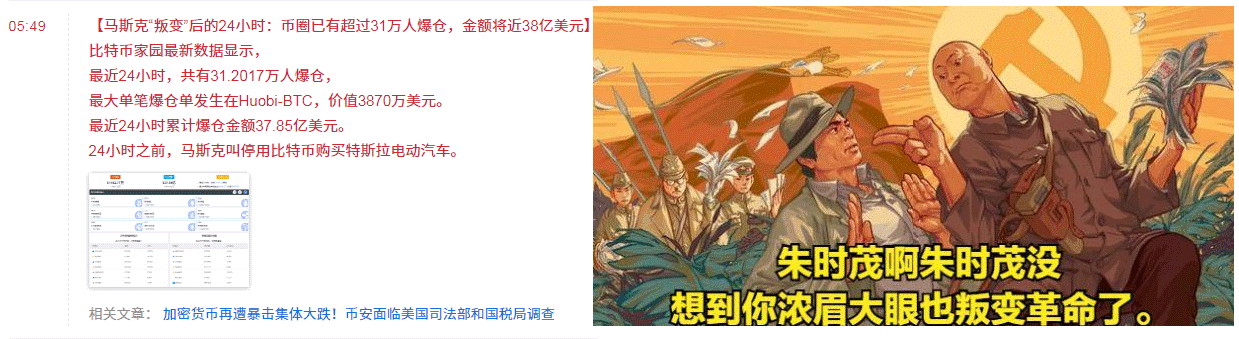 05:49
【马斯克“叛变”后的24小时：币圈已有超过31万人爆仓，金额将近38亿美元】
比特币家园最新数据显示，
最近24小时，共有31.2017万人爆仓，
最大单笔爆仓单发生在Huobi-BTC，价值3870万美元。
最近24小时累计爆仓金额37.85亿美元。
24小时之前，马斯克叫停用比特币购买特斯拉电动汽车。
相关文章： 加密货币再遭暴击集体大跌！币安面临美国司法部和国税局调查
朱时茂啊朱时茂没
想到你浓眉大眼也叛变革命了。